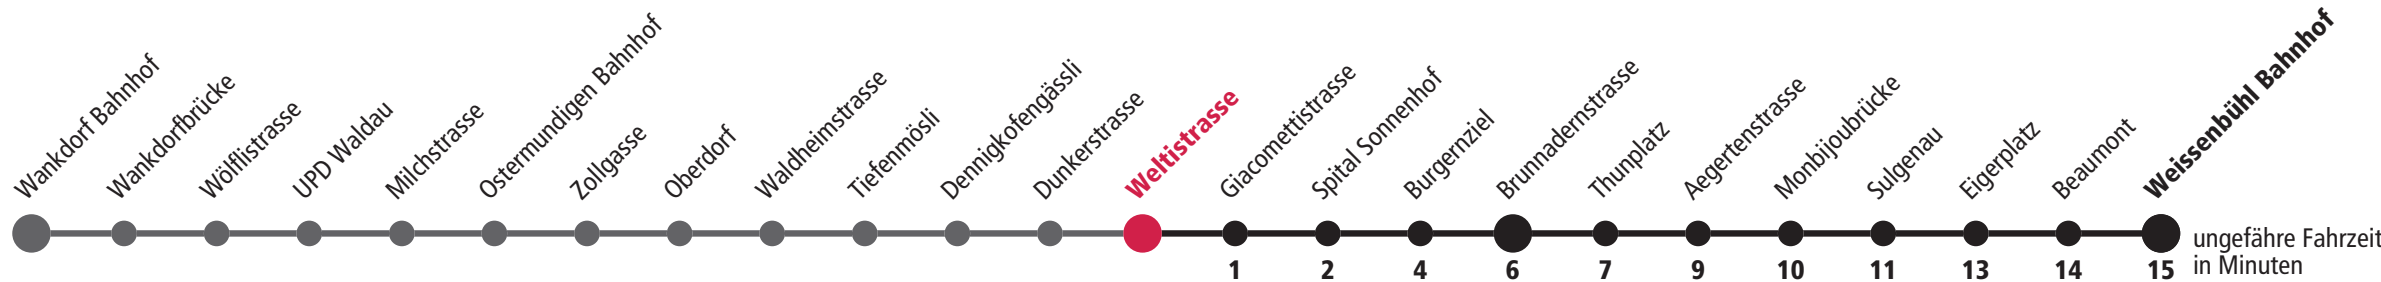 Wankdorf Bahnhof
Wankdorfbrücke
Wölflistrasse
UPD Waldau
Milchstrasse
Ostermundigen Bahnhof
Zollgasse
Oberdorf
Waldheimstrasse
Tiefenmösli
Dennigkofengässli
Dunkerstrasse
Weltistrasse
Giacomettistrasse
Spital Sonnenhof
Burgernziel
Brunnadernstrasse
Thunplatz
Aegertenstrasse
Monbijoubrücke
Sulgenau
Eigerplatz
Beaumont
Weissenbühl Bahnhof
1 2 4 6 7 9 10 11 13 14 15
ungefähre Fahrzeit
in Minuten